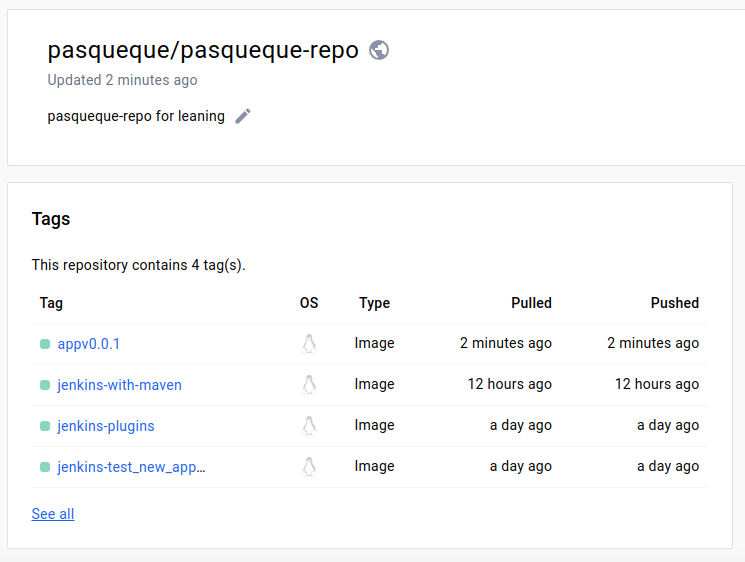 pasqueque/pasqueque-repo
Updated 2 minutes ago
pasqueque-repo for leaning
Tags
This repository contains 4 tag(s).
Tag OS Type Pulled Pushed
appv0.0.1 Image 2 minutes ago 2 minutes ago
jenkins-with-maven Image 12 hours ago 12 hours ago
jenkins-plugins Image a day ago a day ago
jenkins-test_new_app... Image a day ago a day ago
See all